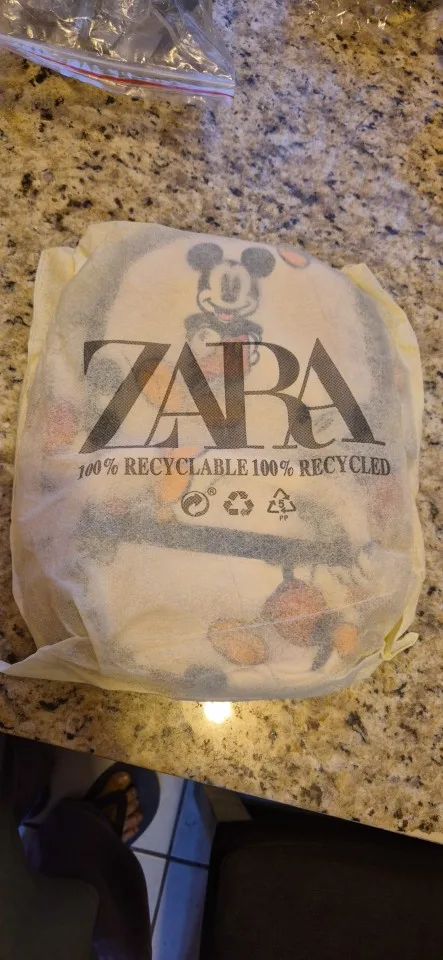 ZARA
100% RECYCLABLE 100% RECYCLED
®
5
PP